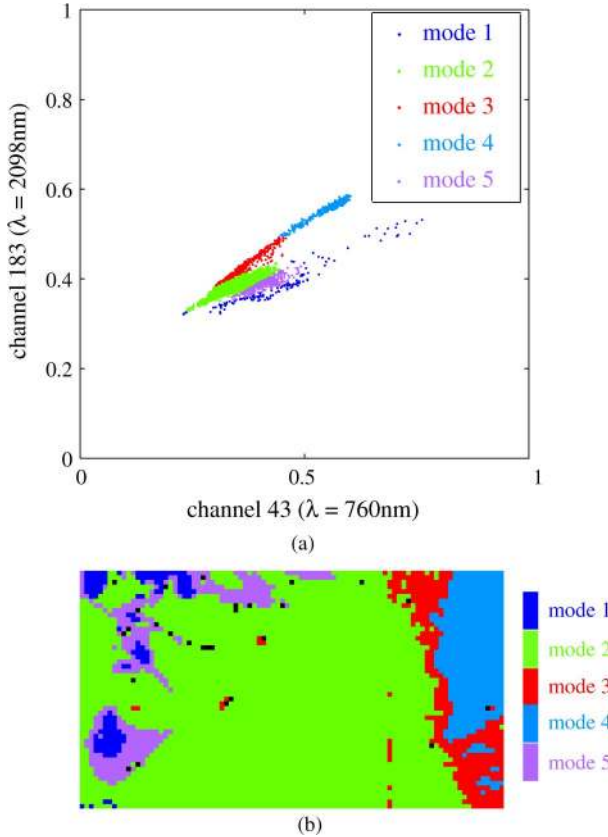 1
mode 1
mode 2
0.8
mode 3
mode 4
0.6
mode 5
channel 183 (λ = 2098nm)
0.4
0.2
0
0
0.5
1
channel 43 (λ = 760nm)
(a)
mode 1
mode 2
mode 3
mode 4
mode 5
(b)